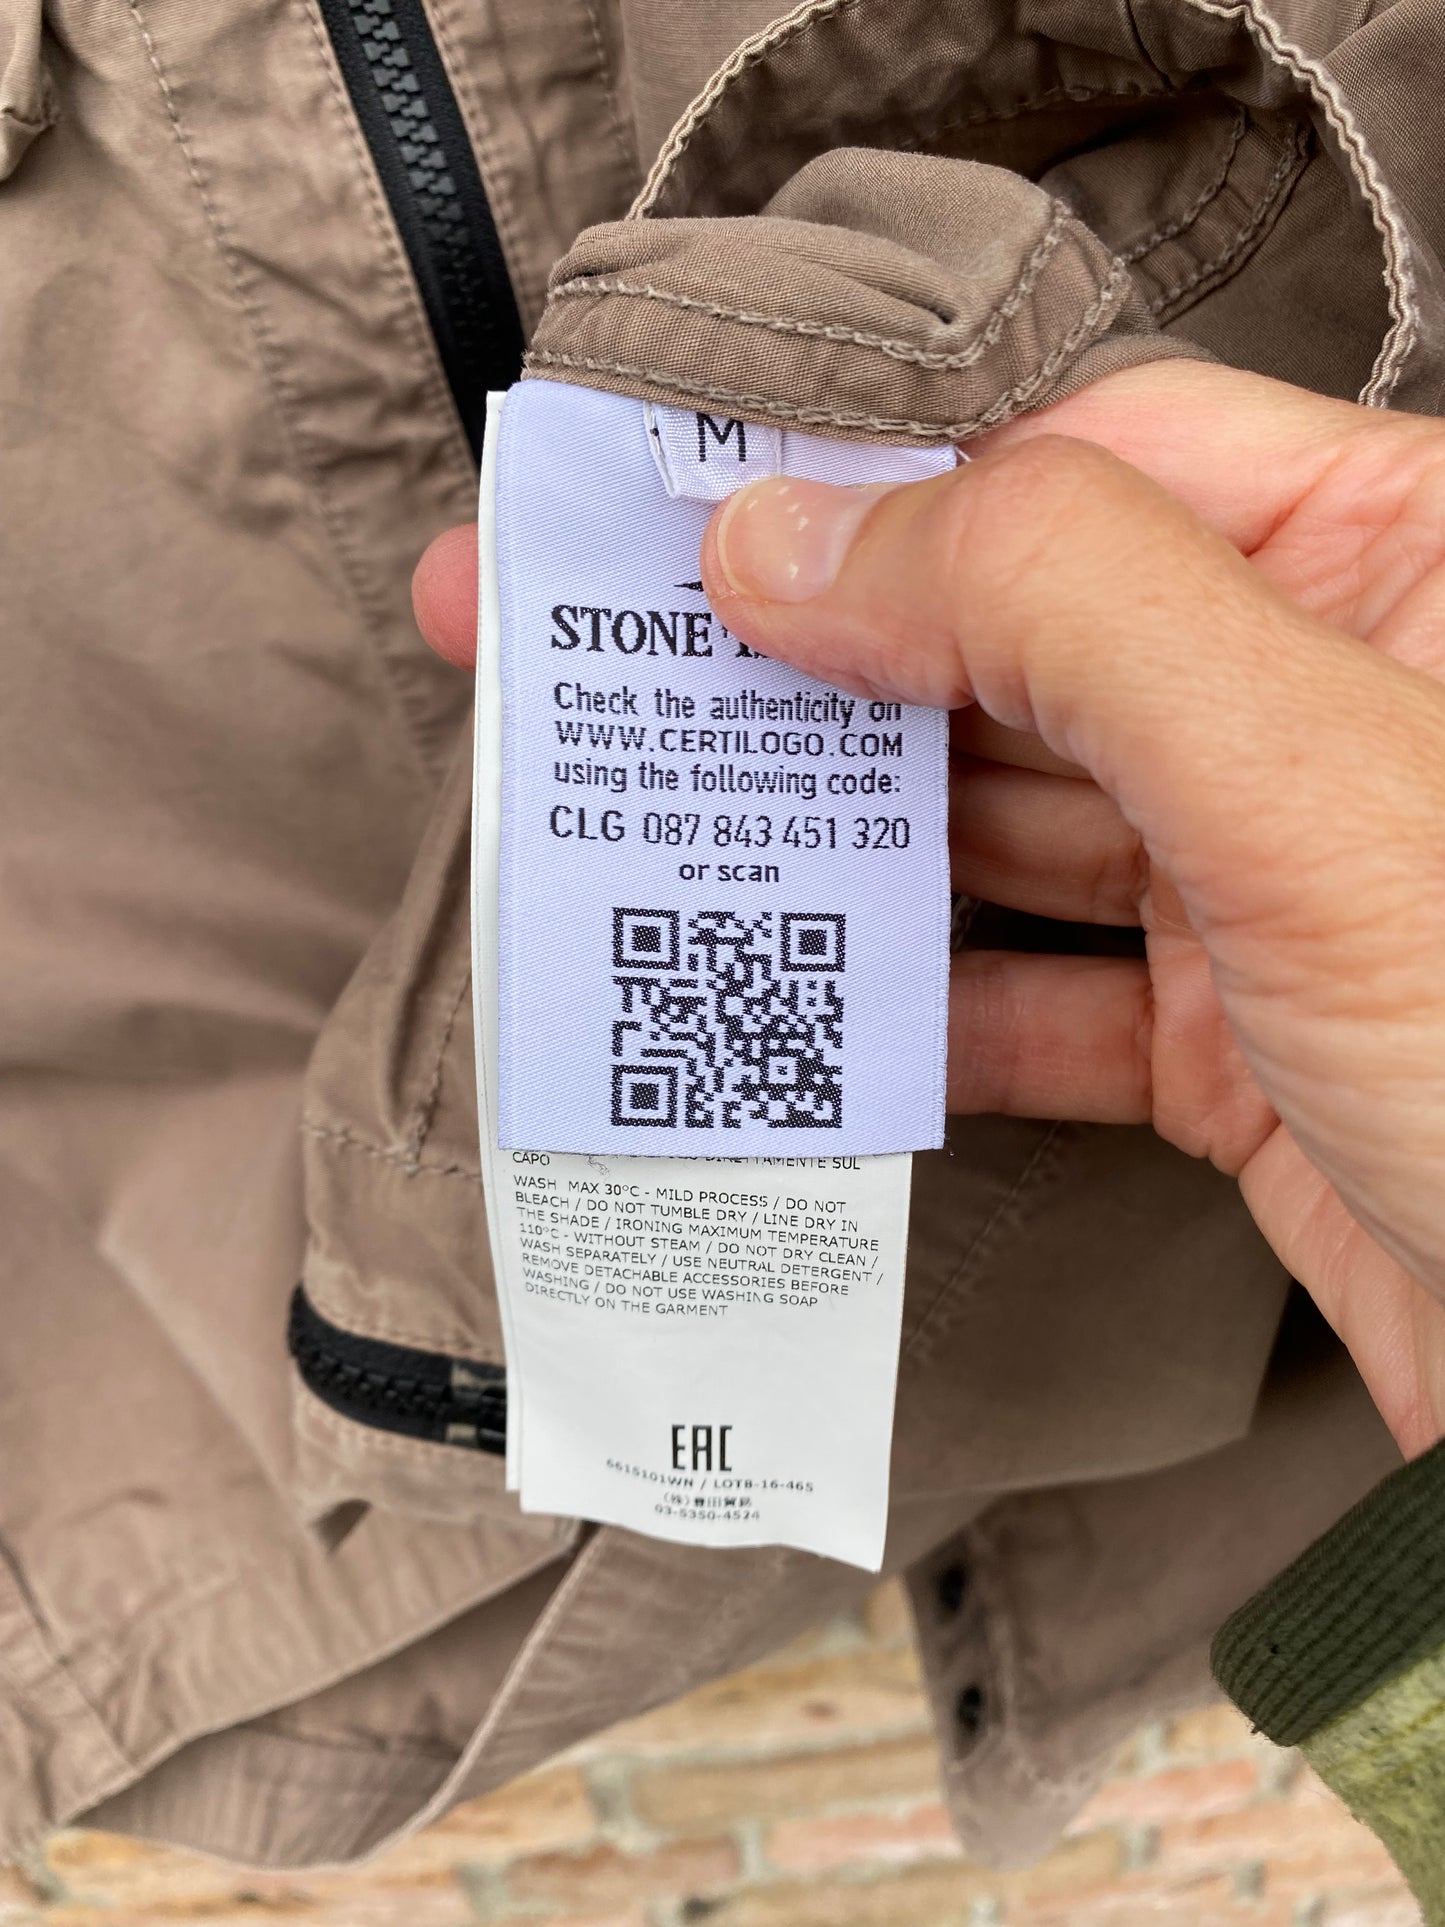 M
STONE
Check the authenticity on
WWW.CERTILOGO.COM
using the following code:
CLG 087 843 451 320
or scan
DIRETTAMENTE SUL
CAPO
WASH MAX 30°C - MILD PROCESS / DO NOT
BLEACH / DO NOT TUMBLE DRY / LINE DRY IN
THE SHADE / IRONING MAXIMUM TEMPERATURE
110°C - WITHOUT STEAM / DO NOT DRY CLEAN /
WASH SEPARATELY / USE NEUTRAL DETERGENT /
REMOVE DETACHABLE ACCESSORIES BEFORE
WASHING / DO NOT USE WASHING SOAP
DIRECTLY ON THE GARMENT
EAC
6615101WN / LOTB-16-465
03-5350-4524